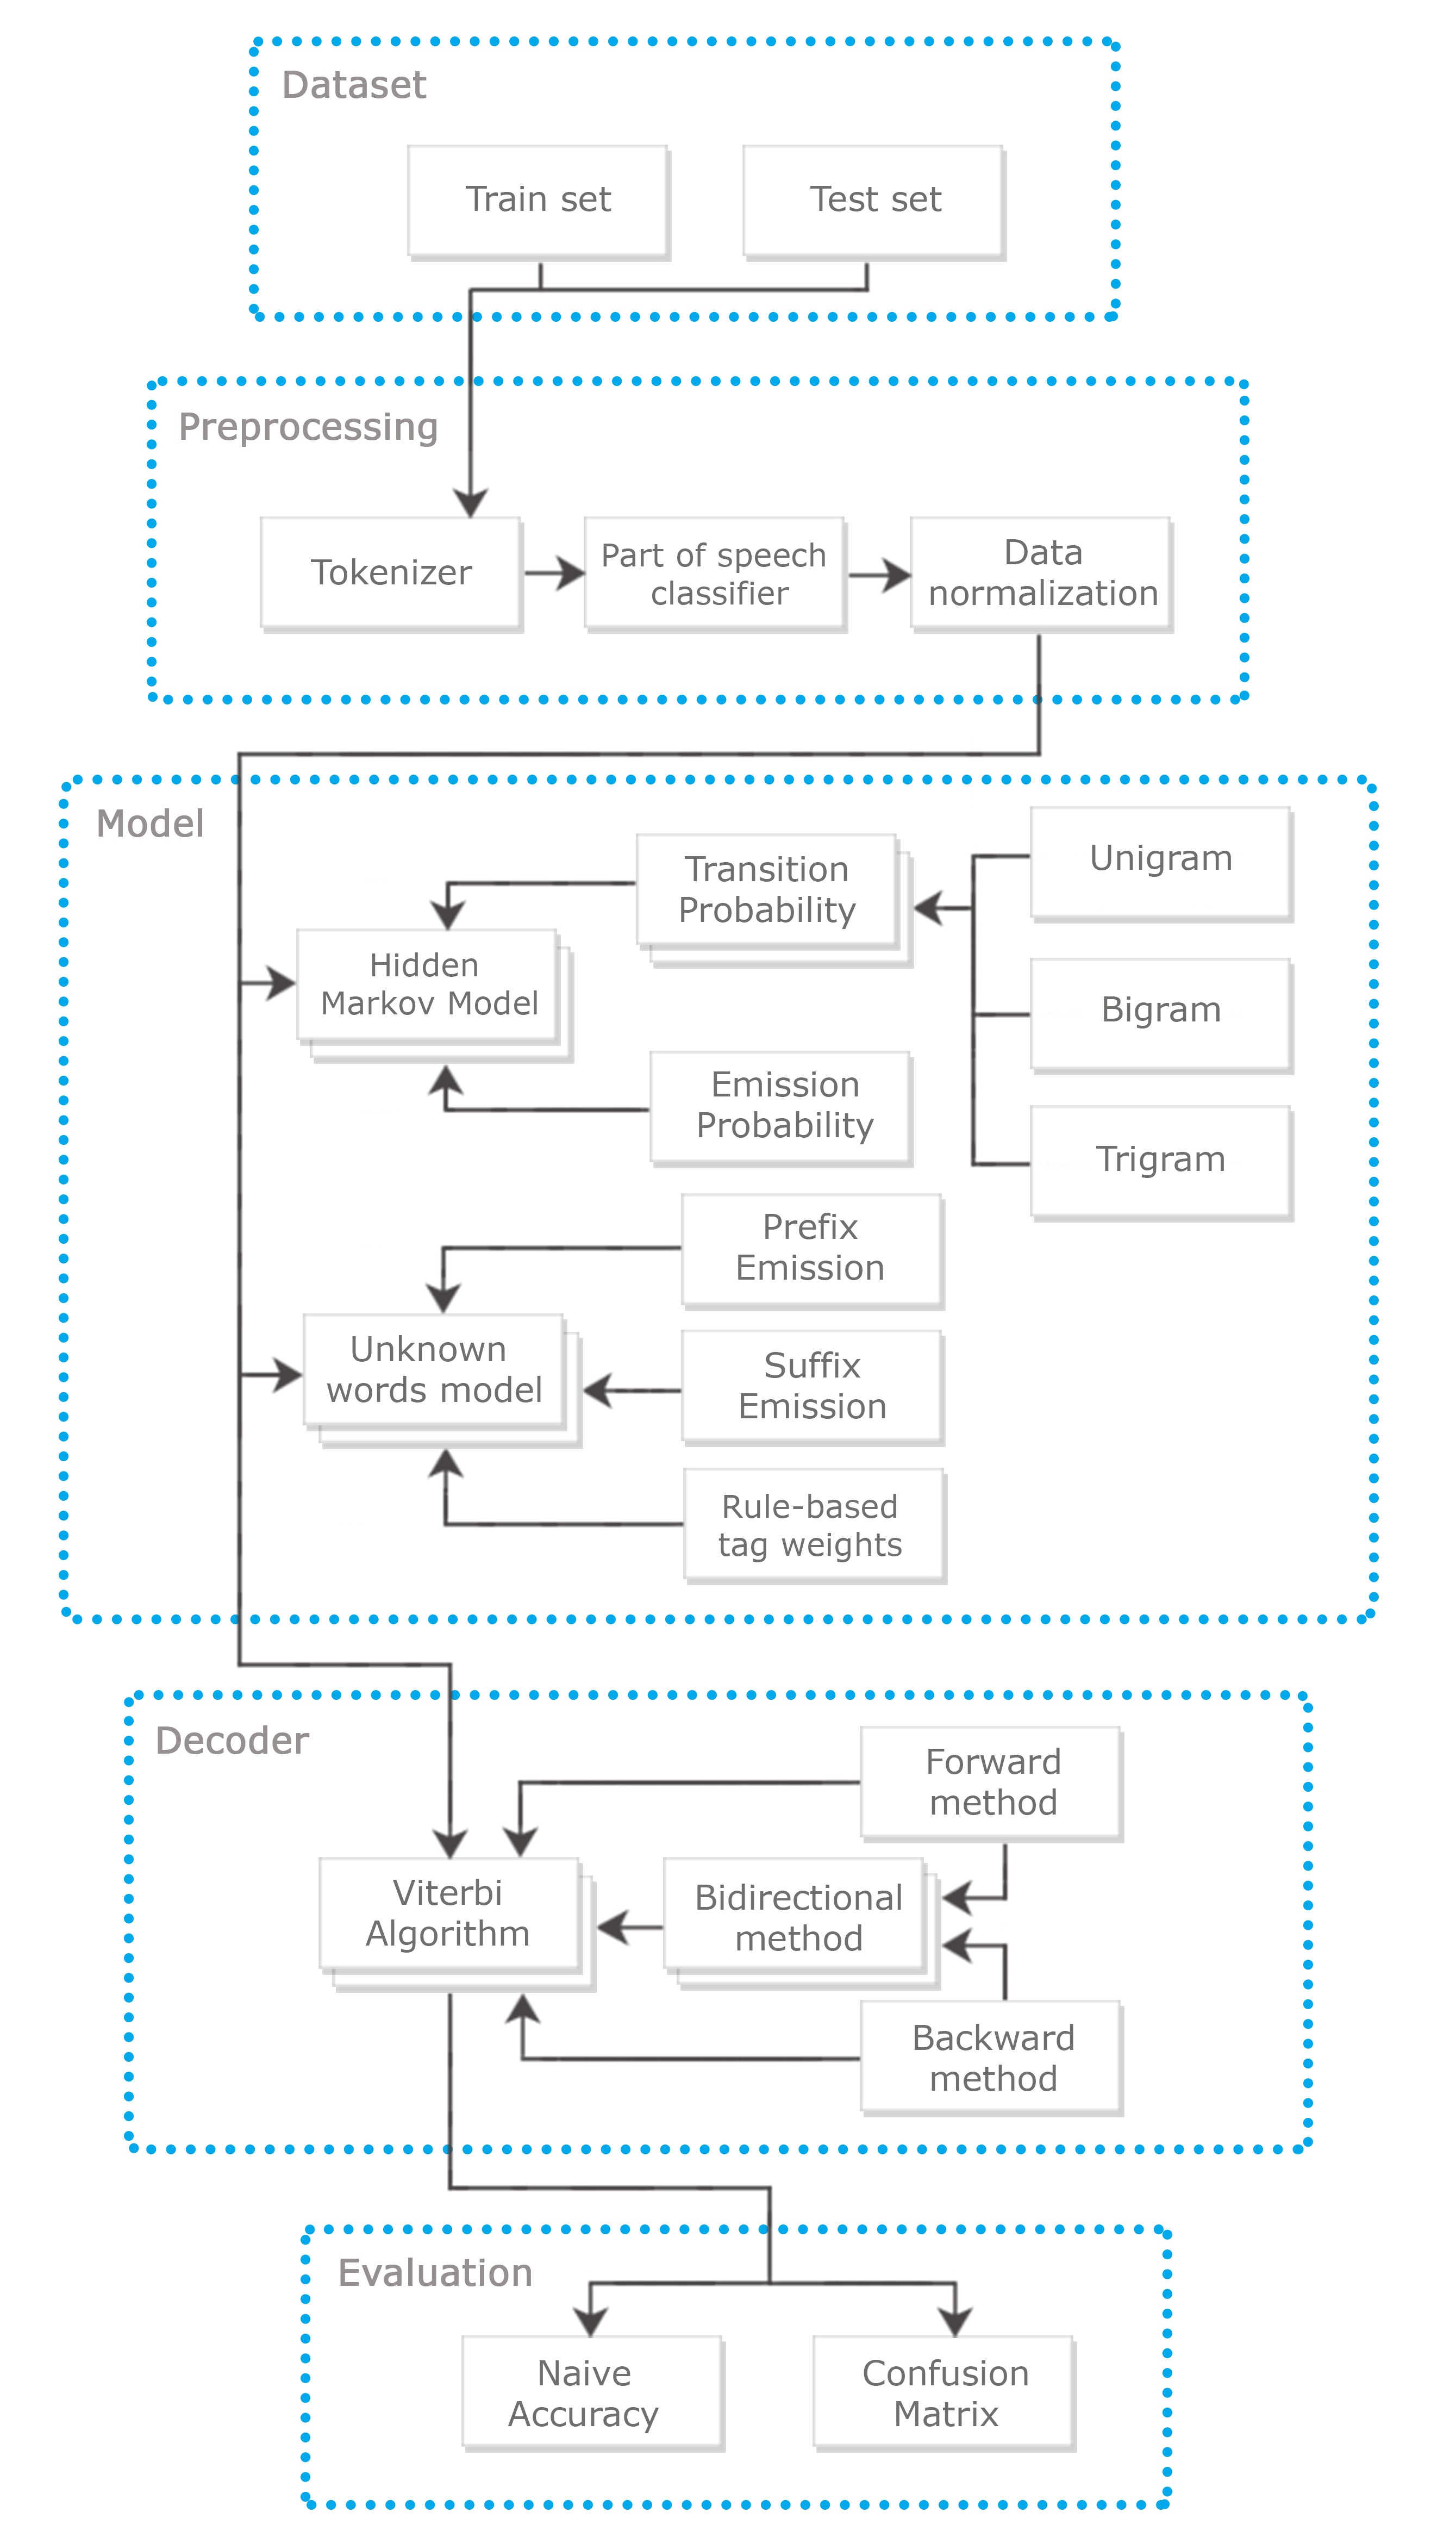 Dataset
Train set
Test set
Preprocessing
Tokenizer
Part of speech
classifier
Data
normalization
Model
Transition
Probability
Unigram
Hidden
Markov Model
Bigram
Emission
Probability
Trigram
Prefix
Emission
Unknown
words model
Suffix
Emission
Rule-based
tag weights
Decoder
Forward
method
Viterbi
Algorithm
Bidirectional
method
Backward
method
Evaluation
Naive
Accuracy
Confusion
Matrix